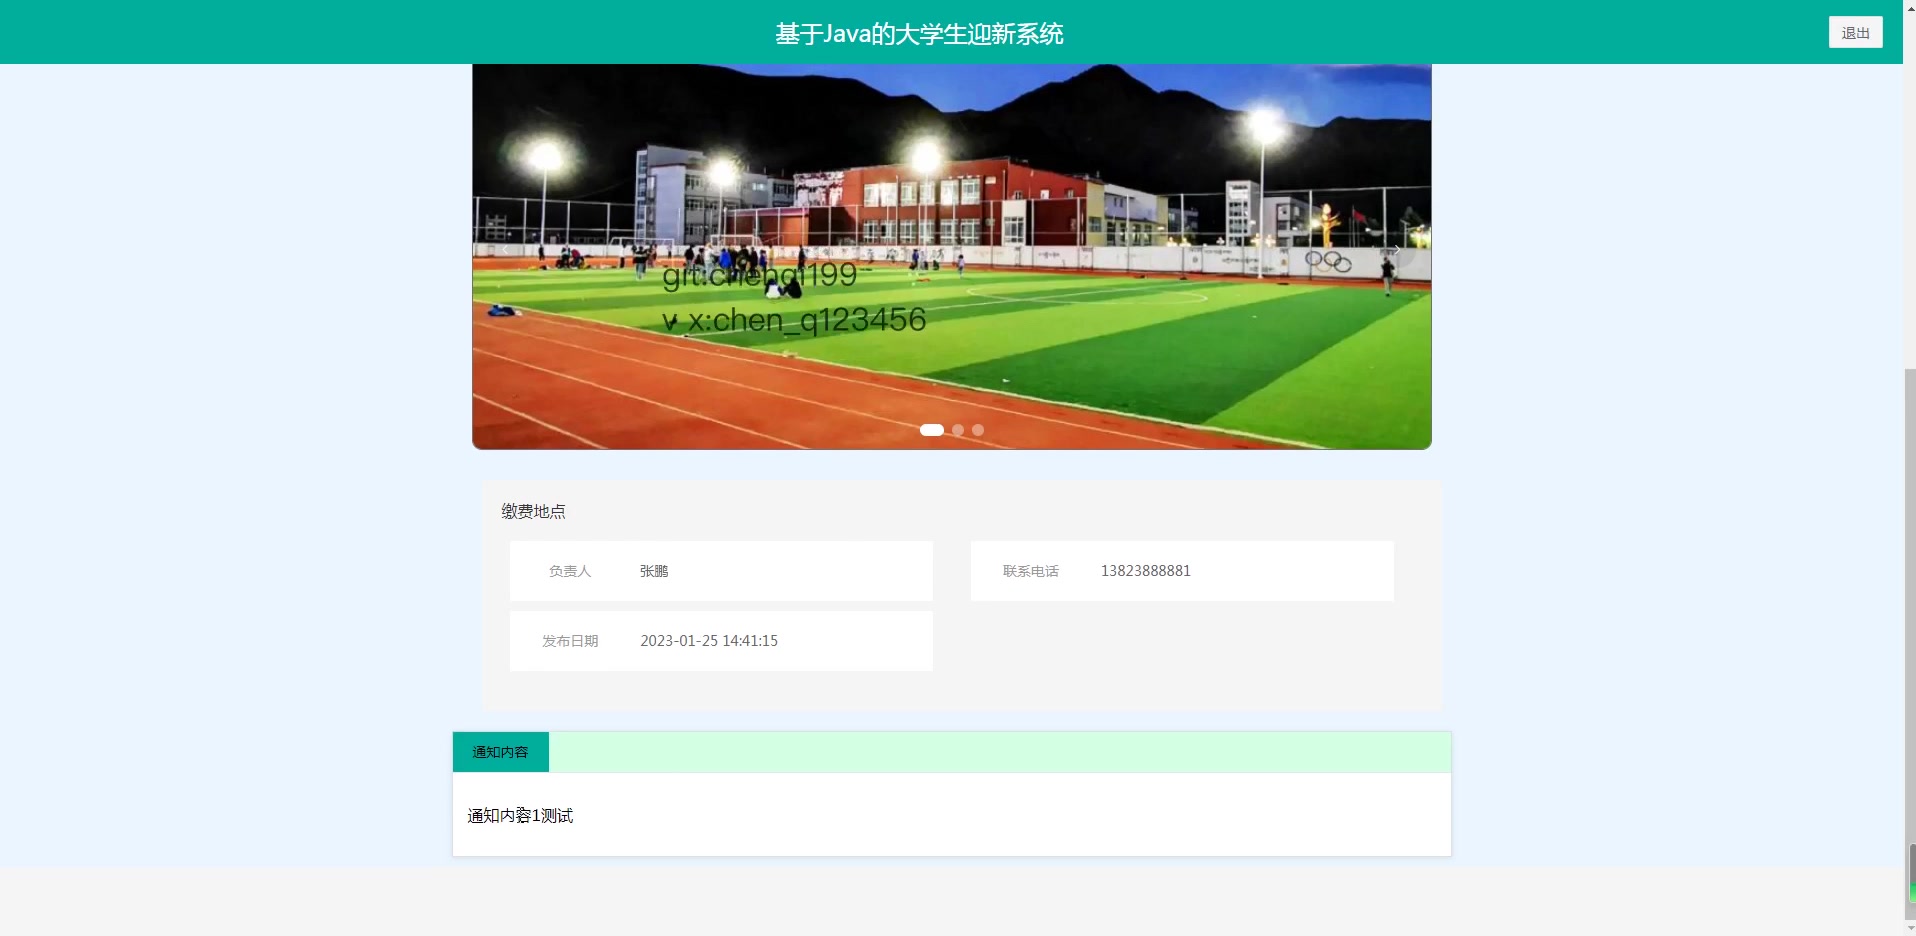 基于Java的大学生迎新系统
退出
git:chenq1199
v x:chen_q123456
缴费地点
负责人 张鹏
联系电话 13823888881
发布日期 2023-01-25 14:41:15
通知内容
通知内容1测试